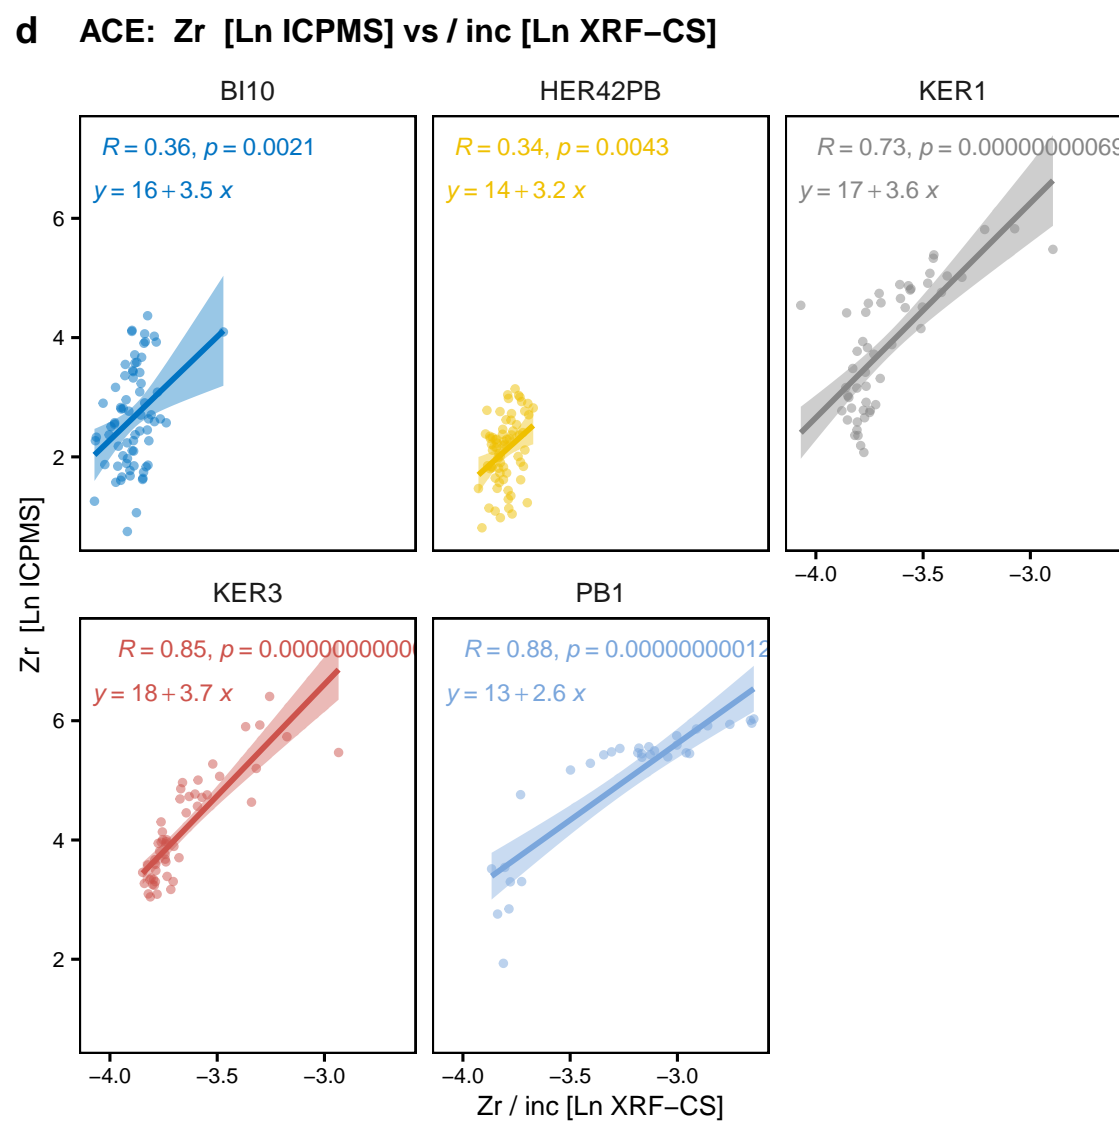 d ACE: Zr [Ln ICPMS] vs / inc [Ln XRF−CS]
BI10
HER42PB
KER1
R = 0.36, p = 0.0021
y = 16 + 3.5 x
R = 0.34, p = 0.0043
y = 14 + 3.2 x
R = 0.73, p = 0.00000000069
y = 17 + 3.6 x
6
4
2
−4.0
−3.5
−3.0
KER3
PB1
R = 0.85, p = 0.00000000000
y = 18 + 3.7 x
R = 0.88, p = 0.00000000012
y = 13 + 2.6 x
6
4
2
−4.0
−3.5
−3.0
−4.0
−3.5
−3.0
Zr [Ln ICPMS]
Zr / inc [Ln XRF−CS]